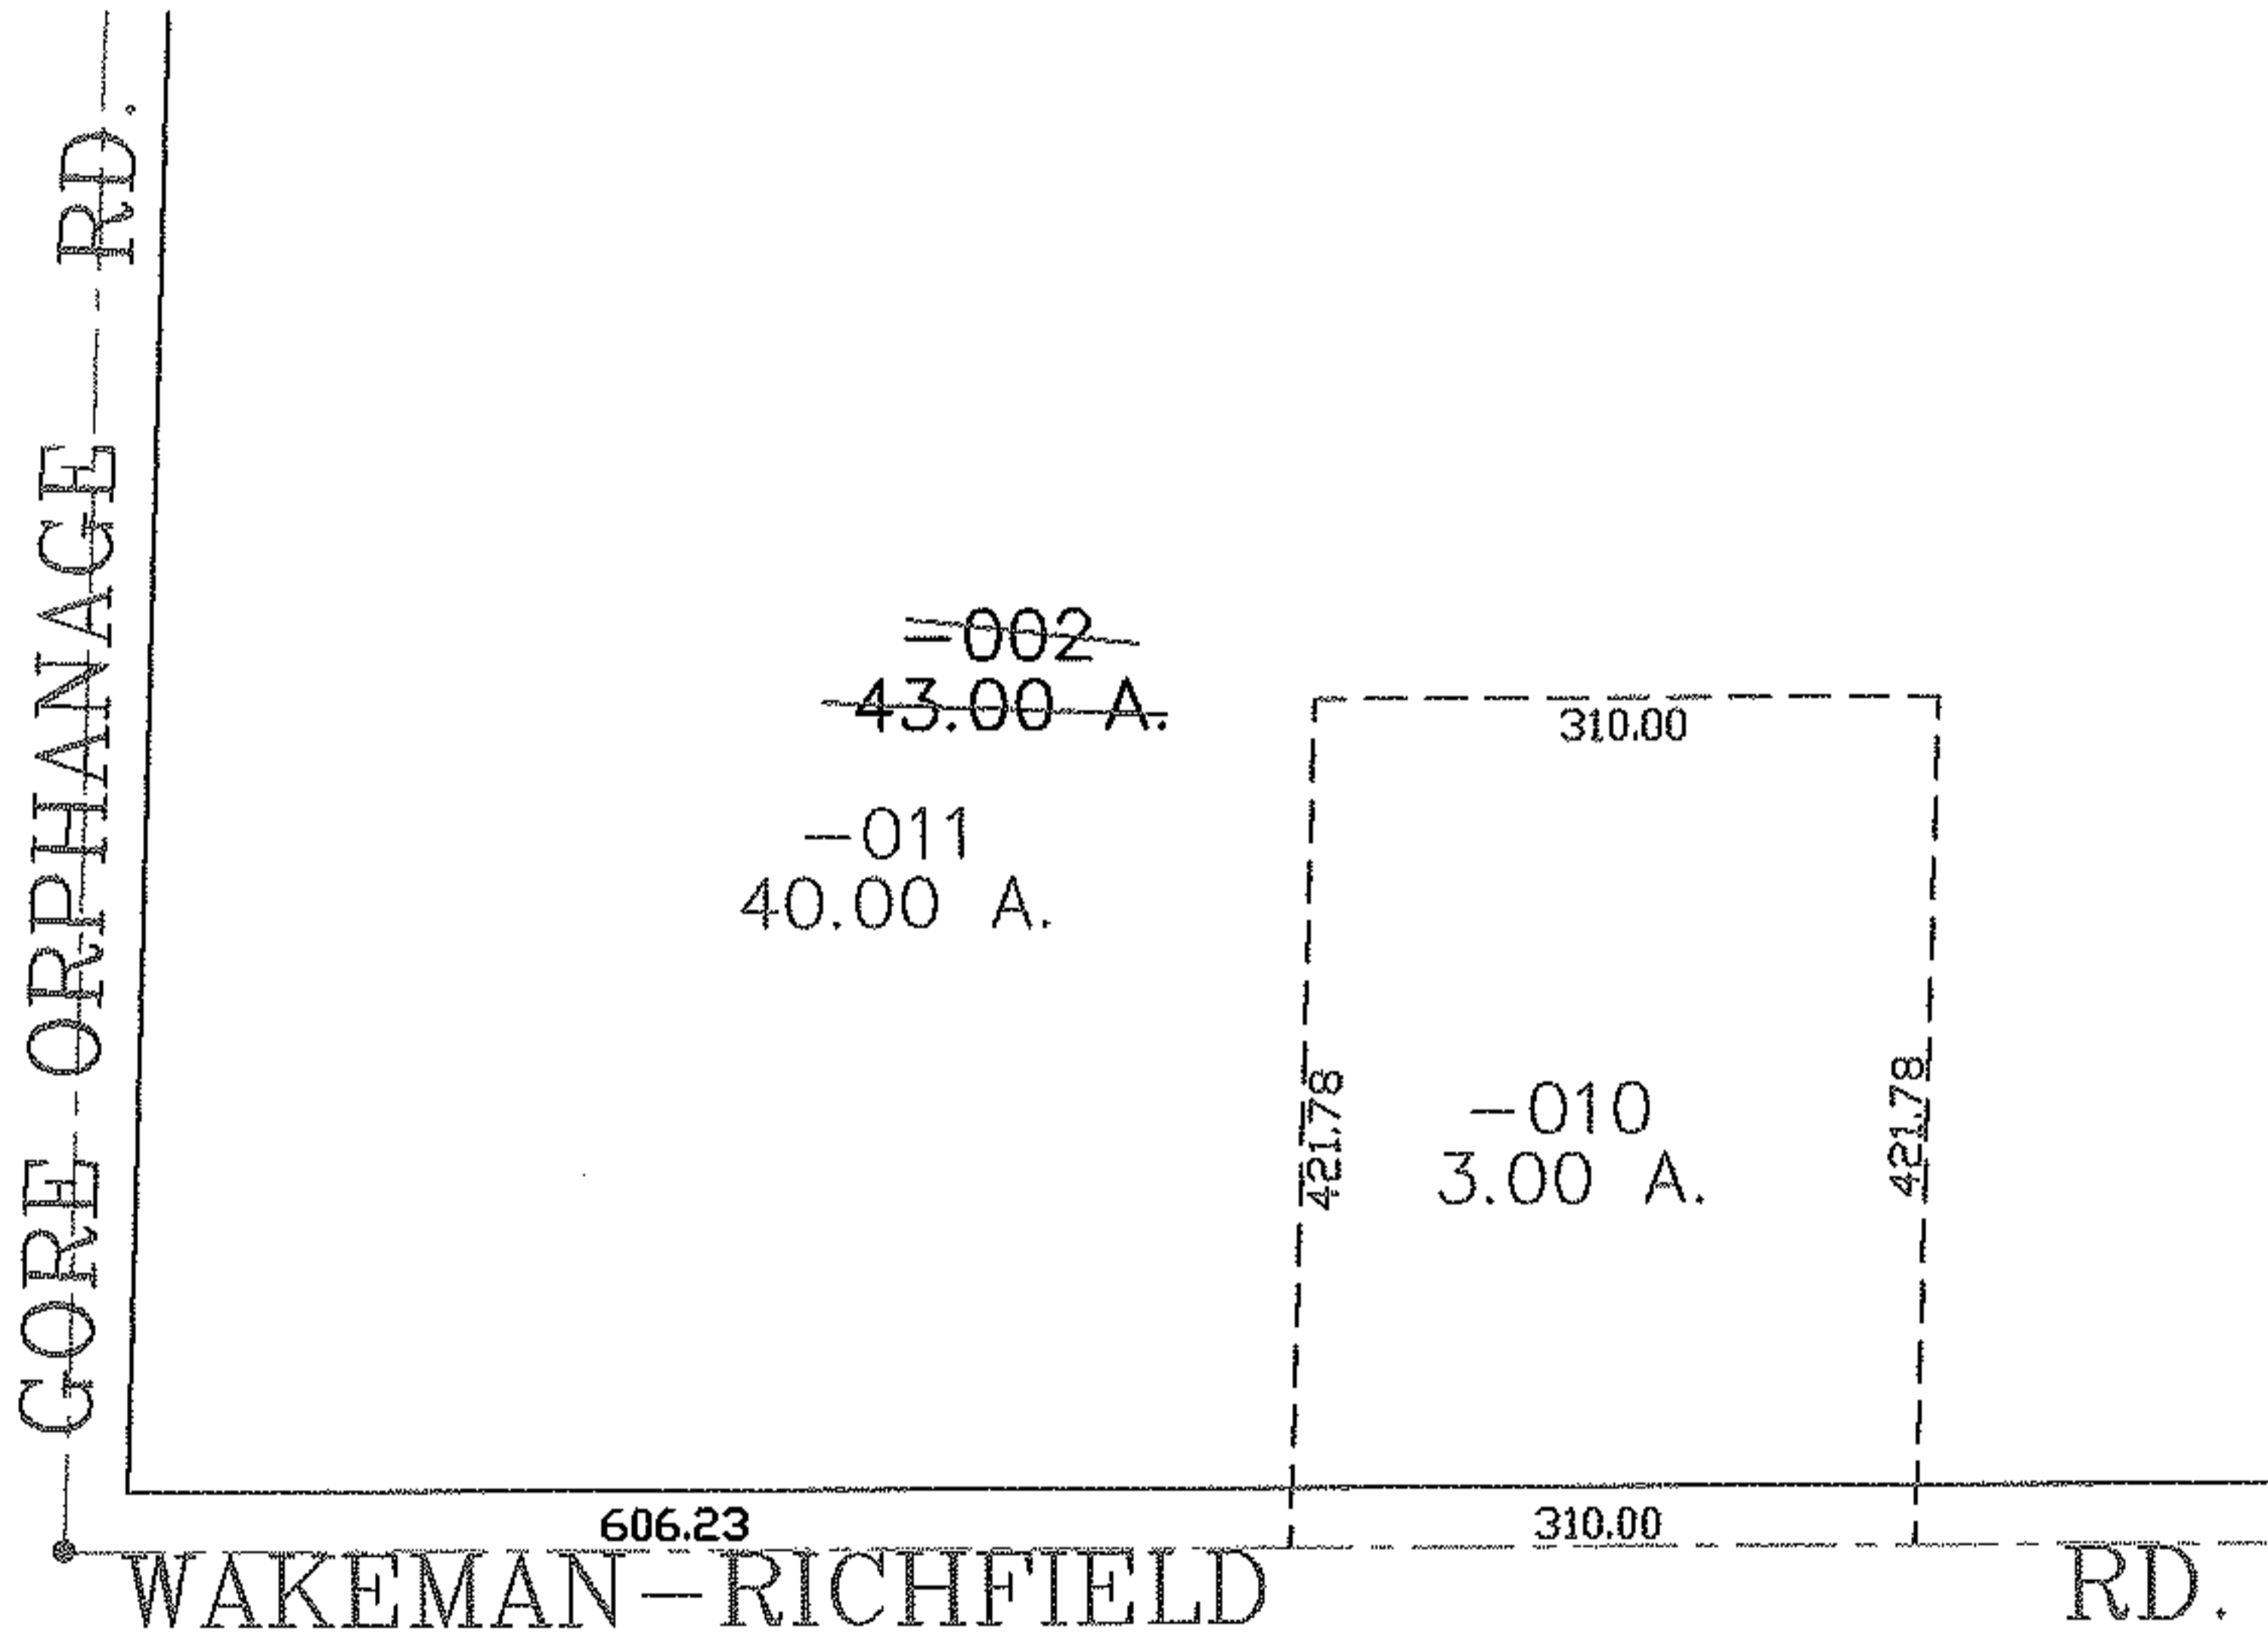 GORE ORPHANAGE RD.
-002
43.00 A.
-011
40.00 A.
310.00
421.78
-010
3.00 A.
421.78
606.23
310.00
WAKEMAN-RICHFIELD RD.